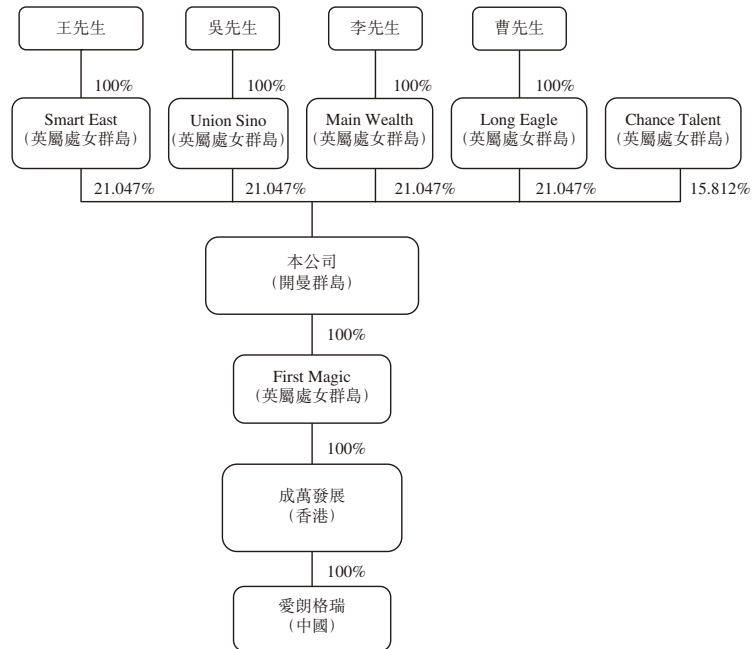 王先生
吳先生
李先生
曹先生
100%
100%
100%
100%
Smart East
(英屬處女群島)
Union Sino
(英屬處女群島)
Main Wealth
(英屬處女群島)
Long Eagle
(英屬處女群島)
Chance Talent
(英屬處女群島)
21.047%
21.047%
21.047%
21.047%
15.812%
本公司
(開曼群島)
100%
First Magic
(英屬處女群島)
100%
成萬發展
(香港)
100%
愛朗格瑞
(中國)